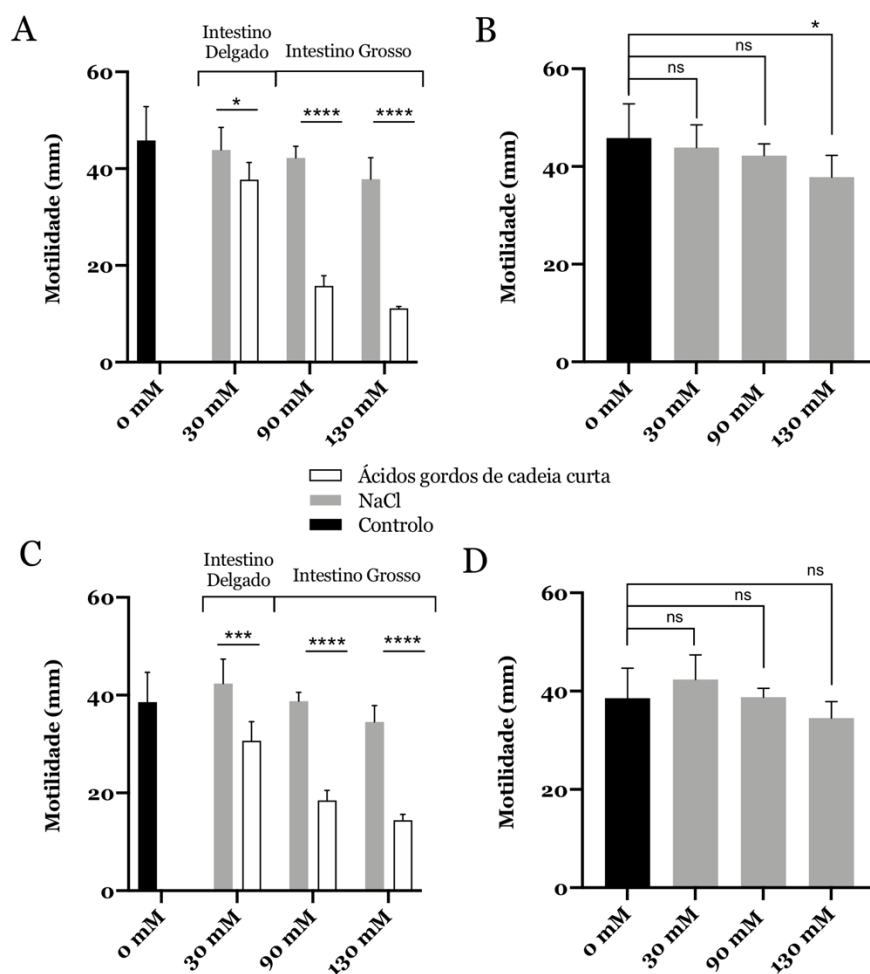 A
Intestino
Delgado
Intestino Grosso
*
****
****
Motilidade (mm)
60
40
20
0
0 mM
30 mM
90 mM
130 mM
B
*
ns
ns
Motilidade (mm)
60
40
20
0
0 mM
30 mM
90 mM
130 mM
Ácidos gordos de cadeia curta
NaCl
Controlo
C
Intestino
Delgado
Intestino Grosso
***
****
****
Motilidade (mm)
60
40
20
0
0 mM
30 mM
90 mM
130 mM
D
ns
ns
ns
Motilidade (mm)
60
40
20
0
0 mM
30 mM
90 mM
130 mM